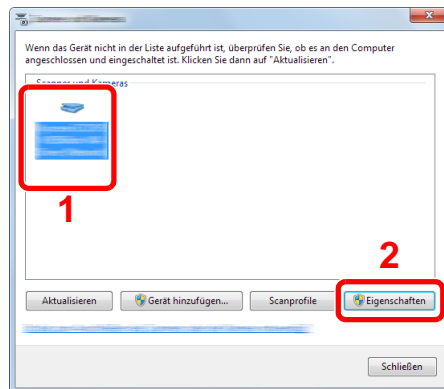 Wenn das Gerät nicht in der Liste aufgeführt ist, überprüfen Sie, ob es an den Computer
angeschlossen und eingeschaltet ist. Klicken Sie dann auf "Aktualisieren".
Scanner und Kameras
1
2
Aktualisieren
Gerät hinzufügen...
Scanprofile
Eigenschaften
Schließen